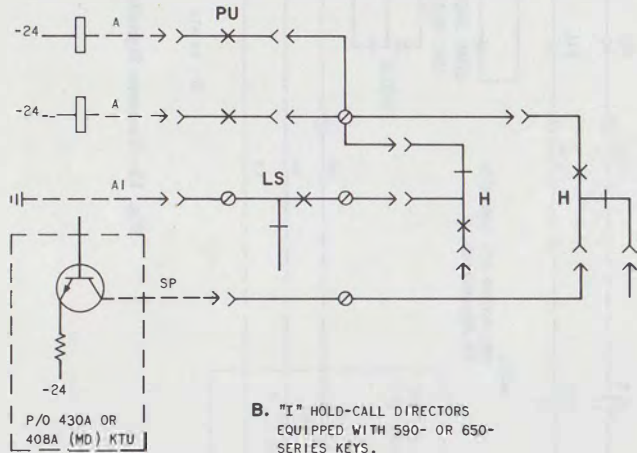 PU
-24 A
-24 A
AI LS H H
SP
-24
P/O 430A OR
408A (MD) KTU
B. "I" HOLD-CALL DIRECTORS
EQUIPPED WITH 590- OR 650-
SERIES KEYS.